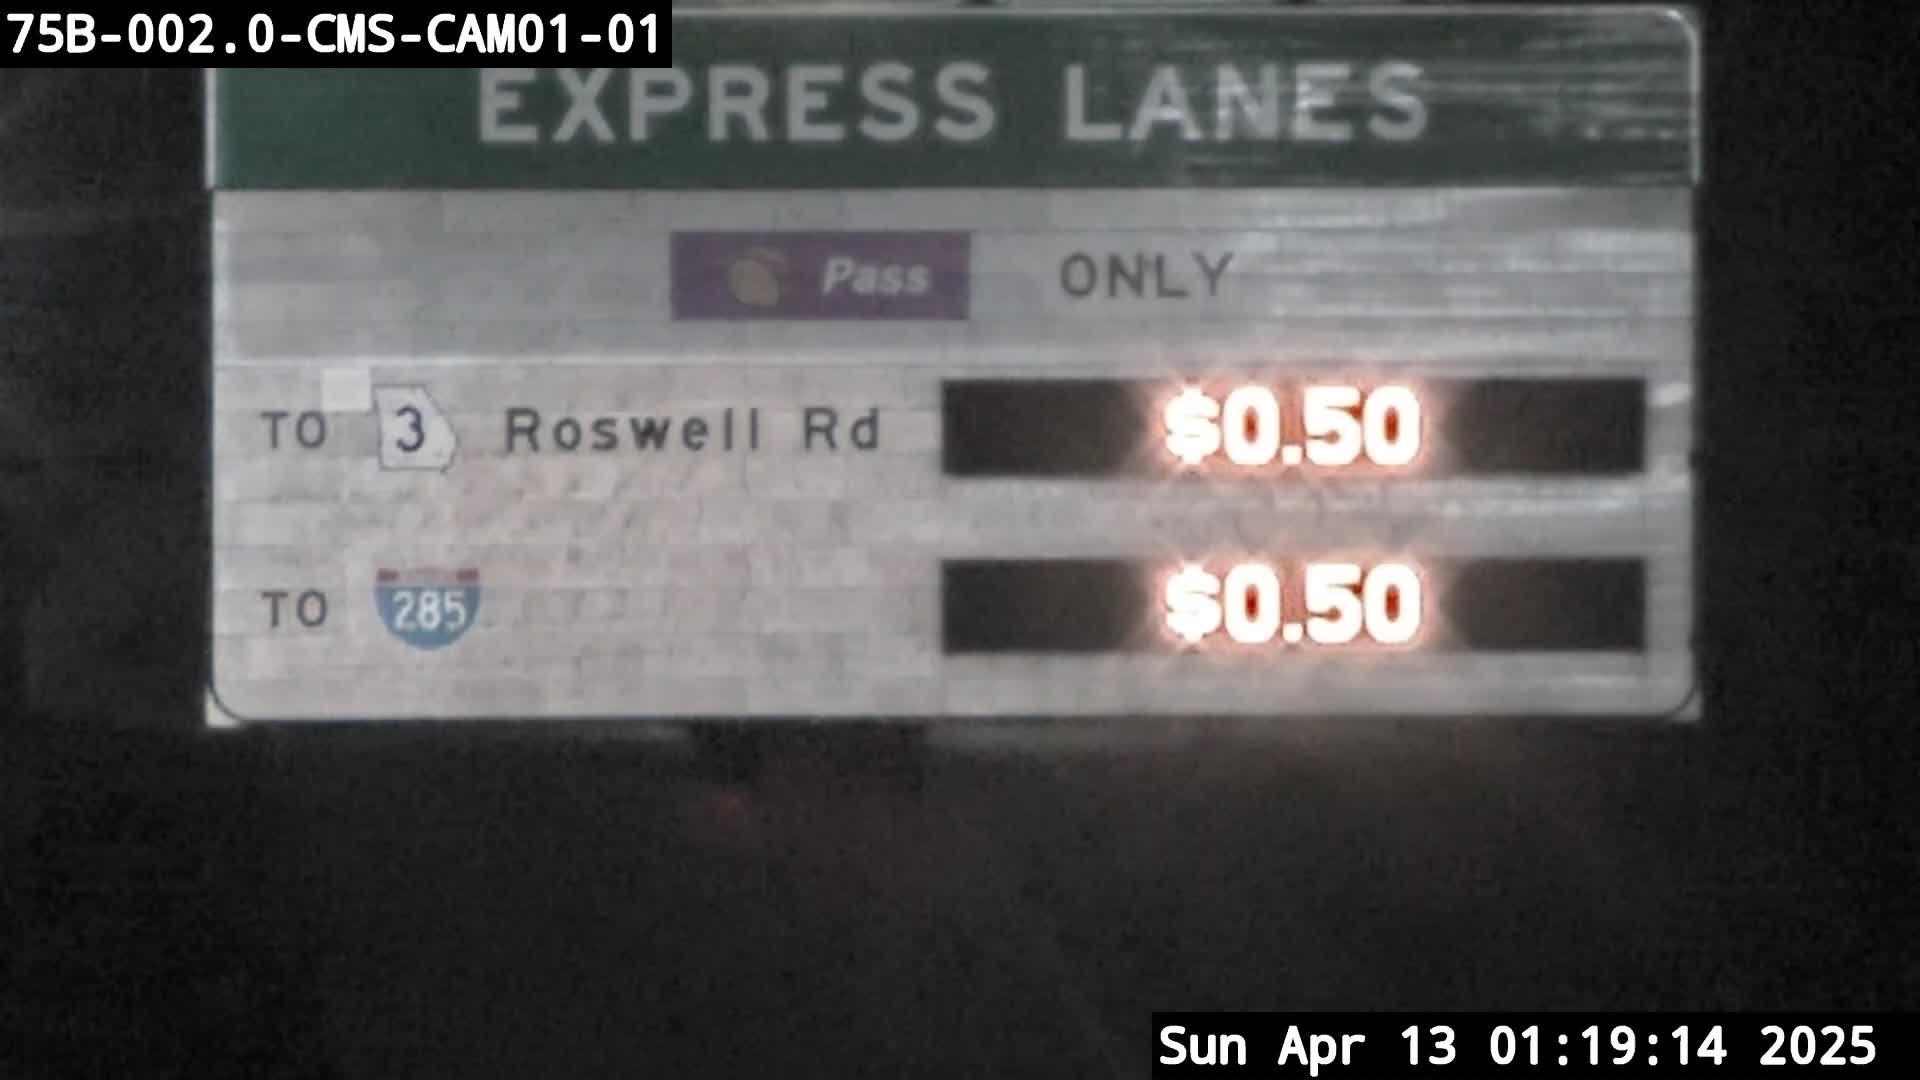 75B-002.0-CMS-CAM01-01
EXPRESS LANES
Pass ONLY
TO 3 Roswell Rd $0.50
TO 285 $0.50
Sun Apr 13 01:19:14 2025